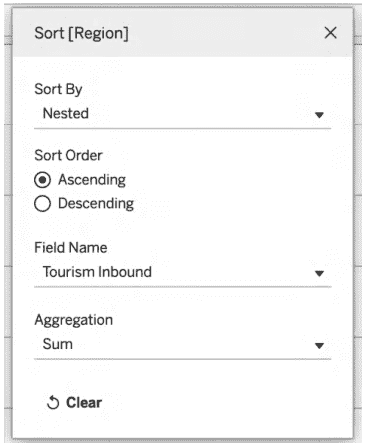 Sort [Region]
Sort By
Nested
Sort Order
Ascending
Descending
Field Name
Tourism Inbound
Aggregation
Sum
Clear